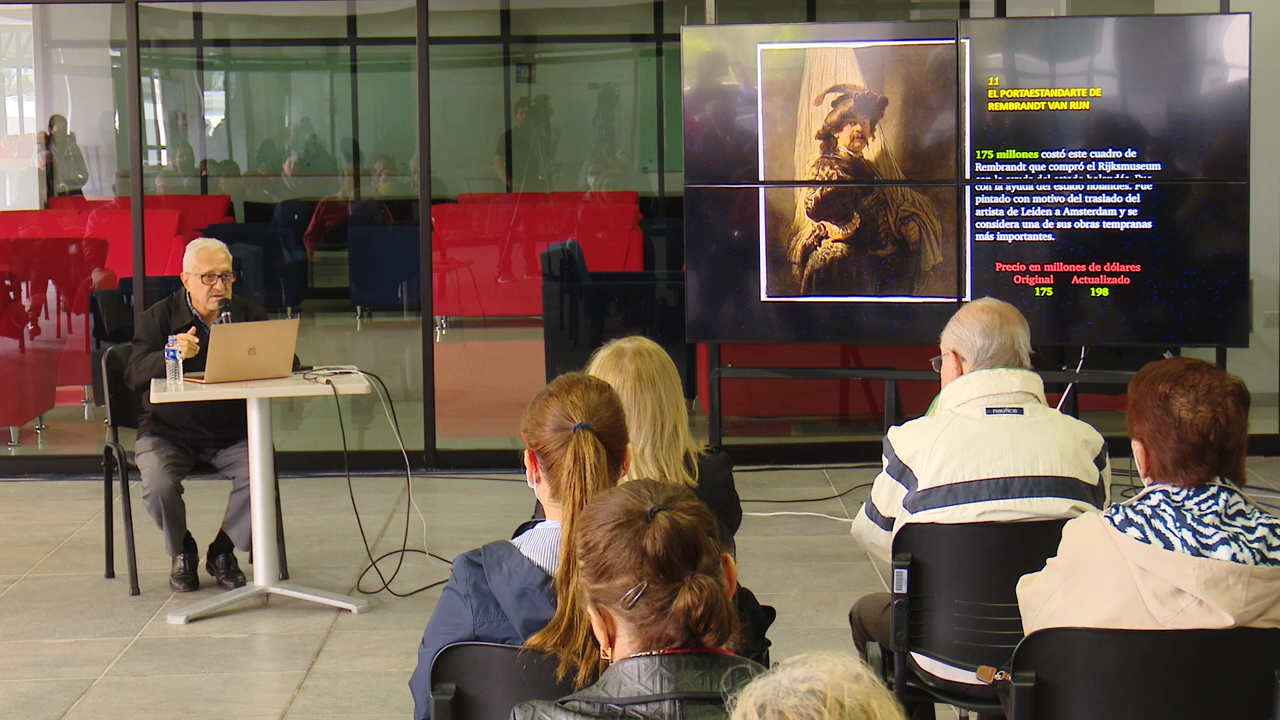 11
EL PORTAESTANDARTE DE
REMBRANDT VAN RIJN
175 millones costó este cuadro de
Rembrandt que compró el Rijksmuseum
con la ayuda del estado holandés. Fue
pintado con motivo del traslado del
artista de Leiden a Amsterdam y se
considera una de sus obras tempranas
más importantes.
Precio en millones de dólares
Original Actualizado
175 198
nautica